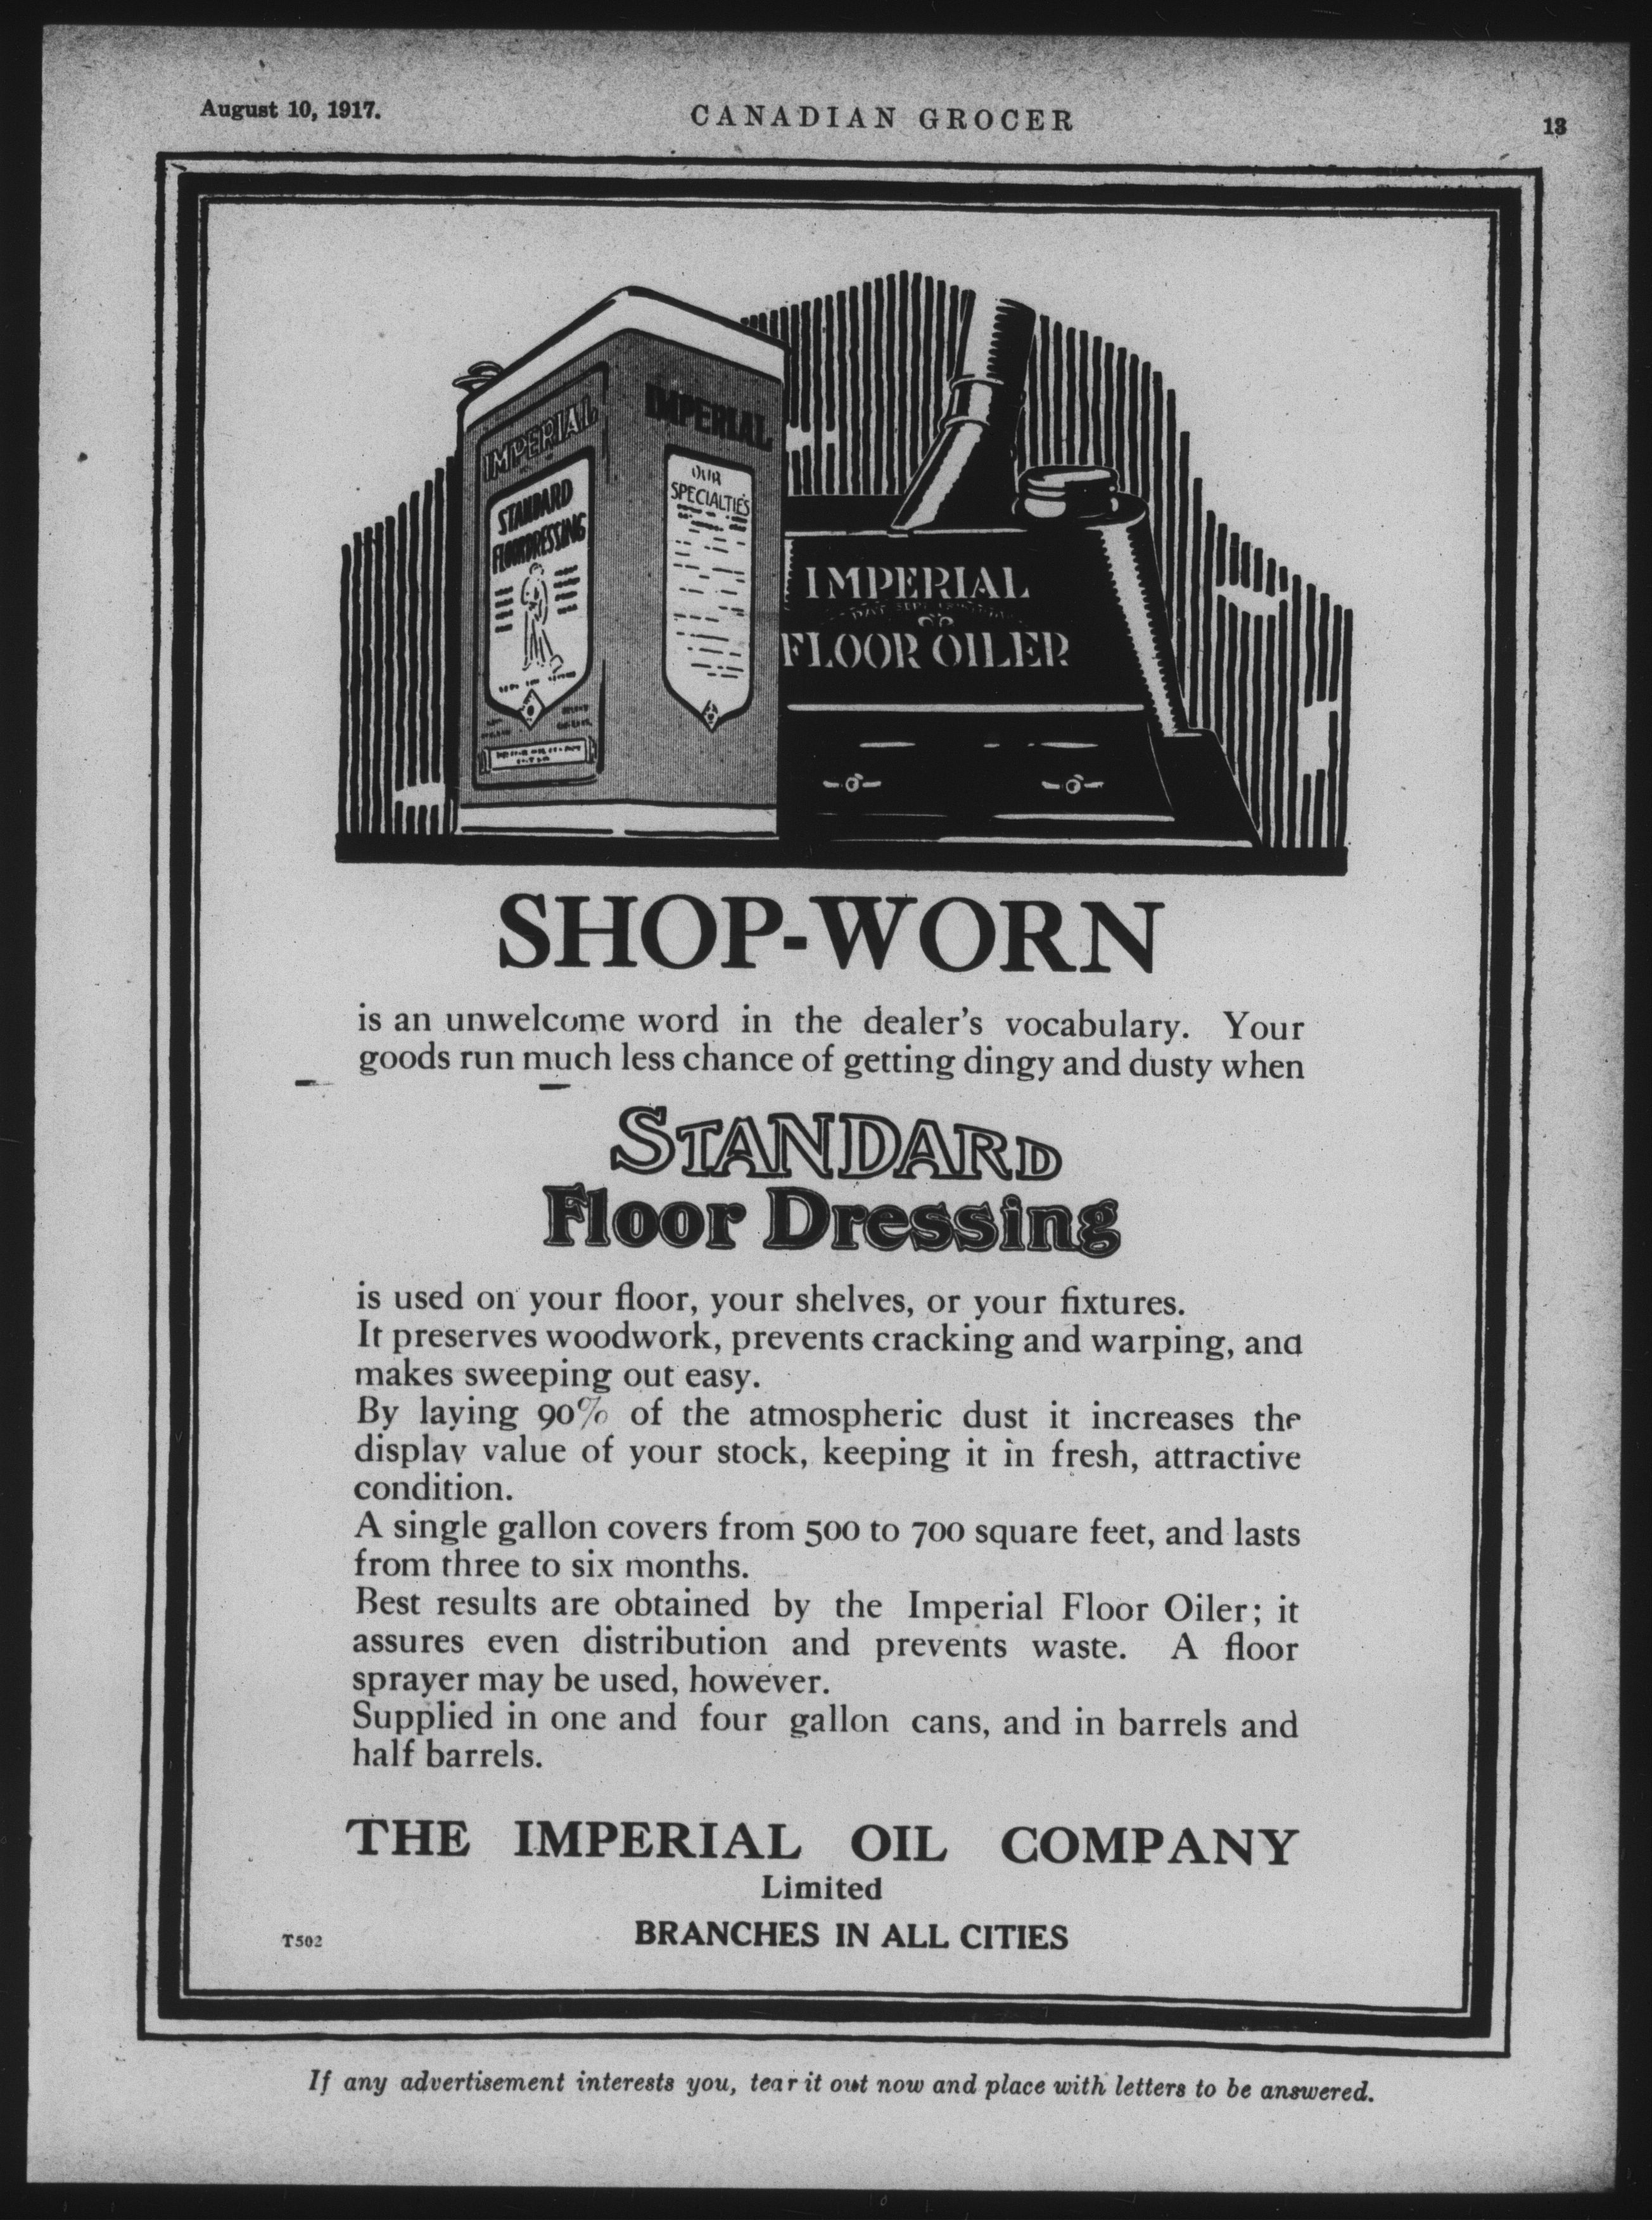 August 10, 1917.
CANADIAN GROCER
13
IMPERIAL
STANDARD
FLOOR DRESSING
IMPERIAL
OUR
SPECIALTIES
IMPERIAL
FLOOR OILER
SHOP-WORN
is an unwelcome word in the dealer's vocabulary. Your
goods run much less chance of getting dingy and dusty when
STANDARD
Floor Dressing
is used on your floor, your shelves, or your fixtures.
It preserves woodwork, prevents cracking and warping, and
makes sweeping out easy.
By laying 90% of the atmospheric dust it increases the
display value of your stock, keeping it in fresh, attractive
condition.
A single gallon covers from 500 to 700 square feet, and lasts
from three to six months.
Best results are obtained by the Imperial Floor Oiler; it
assures even distribution and prevents waste. A floor
sprayer may be used, however.
Supplied in one and four gallon cans, and in barrels and
half barrels.
THE IMPERIAL OIL COMPANY
Limited
BRANCHES IN ALL CITIES
T502
If any advertisement interests you, tear it out now and place with letters to be answered.